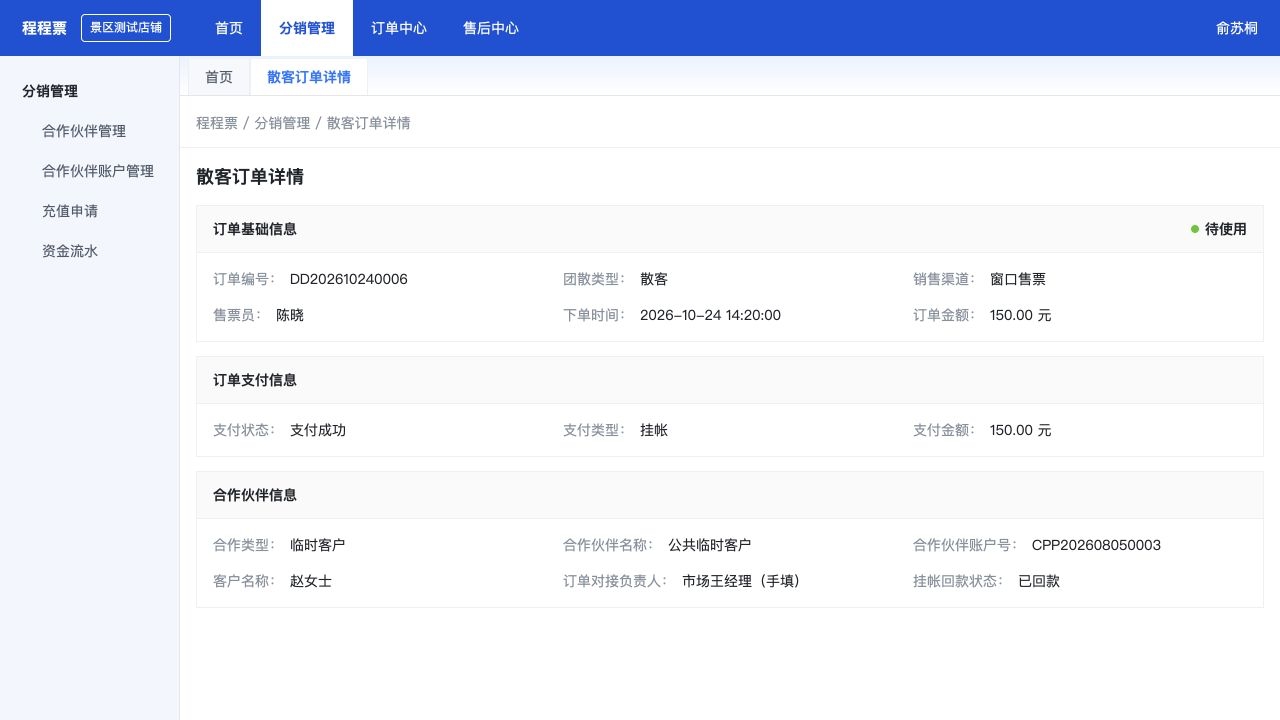 程程票 景区测试店铺 首页 分销管理 订单中心 售后中心 俞苏桐
分销管理
合作伙伴管理
合作伙伴账户管理
充值申请
资金流水
首页 散客订单详情
程程票 / 分销管理 / 散客订单详情
散客订单详情
订单基础信息 待使用
订单编号： DD202610240006 团散类型： 散客 销售渠道： 窗口售票
售票员： 陈晓 下单时间： 2026-10-24 14:20:00 订单金额： 150.00 元
订单支付信息
支付状态： 支付成功 支付类型： 挂帐 支付金额： 150.00 元
合作伙伴信息
合作类型： 临时客户 合作伙伴名称： 公共临时客户 合作伙伴账户号： CPP202608050003
客户名称： 赵女士 订单对接负责人： 市场王经理（手填） 挂帐回款状态： 已回款